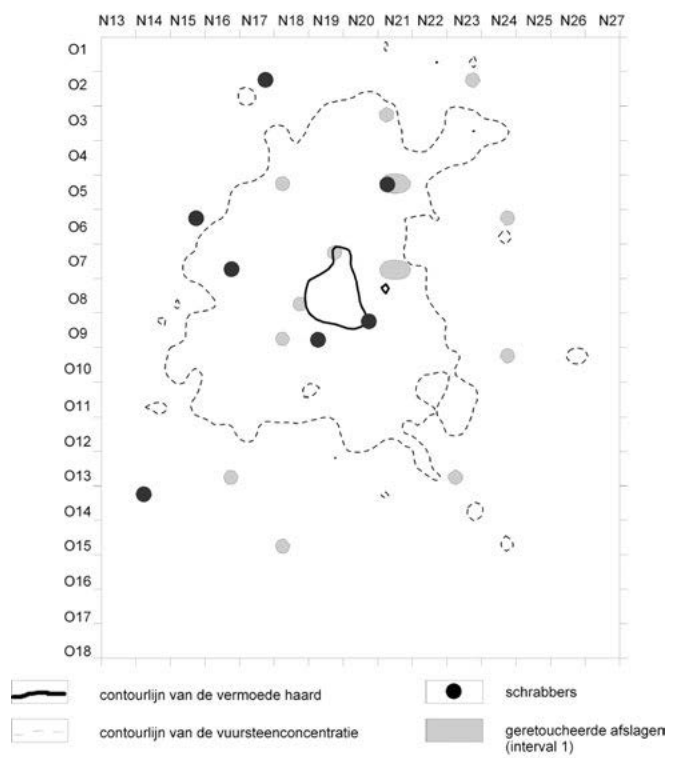 N13 N14 N15 N16 N17 N18 N19 N20 N21 N22 N23 N24 N25 N26 N27
O1
O2
O3
O4
O5
O6
O7
O8
O9
O10
O11
O12
O13
O14
O15
O16
O17
O18
contourlijn van de vermoede haard
schrabbers
contourlijn van de vuursteenconcentratie
geretoucheerde afslagen
(interval 1)